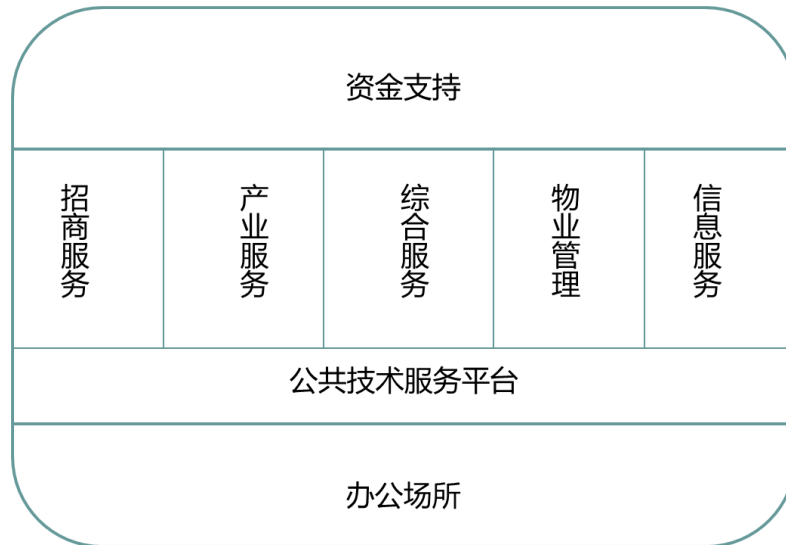 资金支持
招商服务
产业服务
综合服务
物业管理
信息服务
公共技术服务平台
办公场所